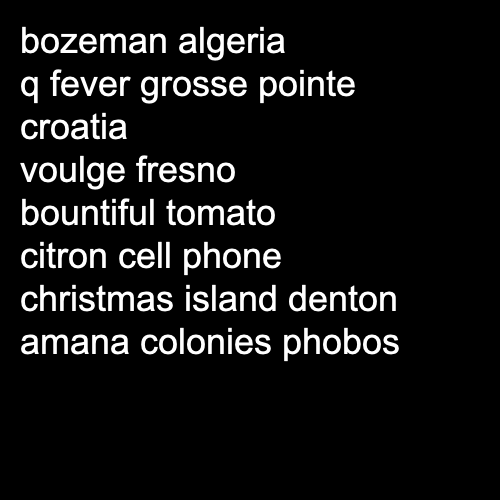 bozeman algeria
q fever grosse pointe
croatia
voulge fresno
bountiful tomato
citron cell phone
christmas island denton
amana colonies phobos